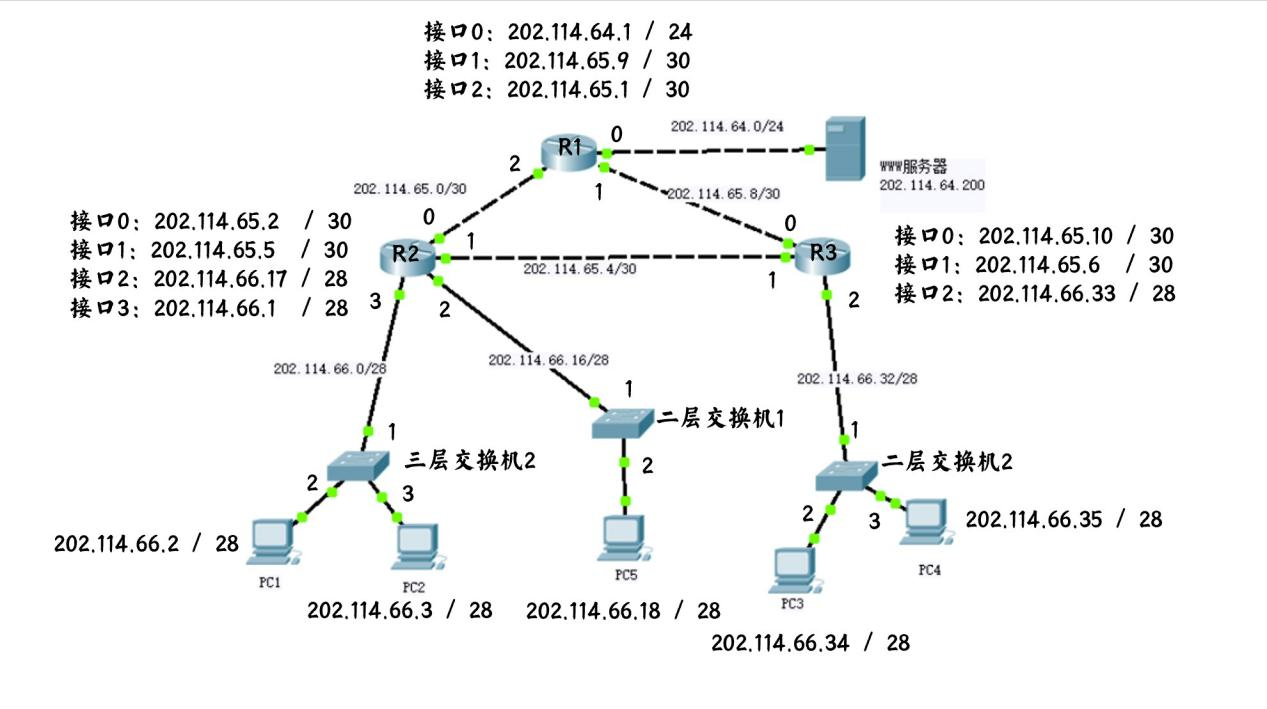 接口0: 202.114.64.1 / 24
接口1: 202.114.65.9 / 30
接口2: 202.114.65.1 / 30
R1
0
202.114.64.0/24
2
1
www服务器
202.114.64.200
202.114.65.0/30
202.114.65.8/30
接口0: 202.114.65.2 / 30
接口1: 202.114.65.5 / 30
接口2: 202.114.66.17 / 28
接口3: 202.114.66.1 / 28
0
R2
1
3
2
202.114.65.4/30
0
R3
1
2
接口0: 202.114.65.10 / 30
接口1: 202.114.65.6 / 30
接口2: 202.114.66.33 / 28
202.114.66.0/28
202.114.66.16/28
202.114.66.32/28
1
三层交换机2
2
3
1
二层交换机1
2
1
二层交换机2
2
3
202.114.66.2 / 28
PC1
PC2
202.114.66.3 / 28
PC5
202.114.66.18 / 28
202.114.66.35 / 28
PC4
PC3
202.114.66.34 / 28